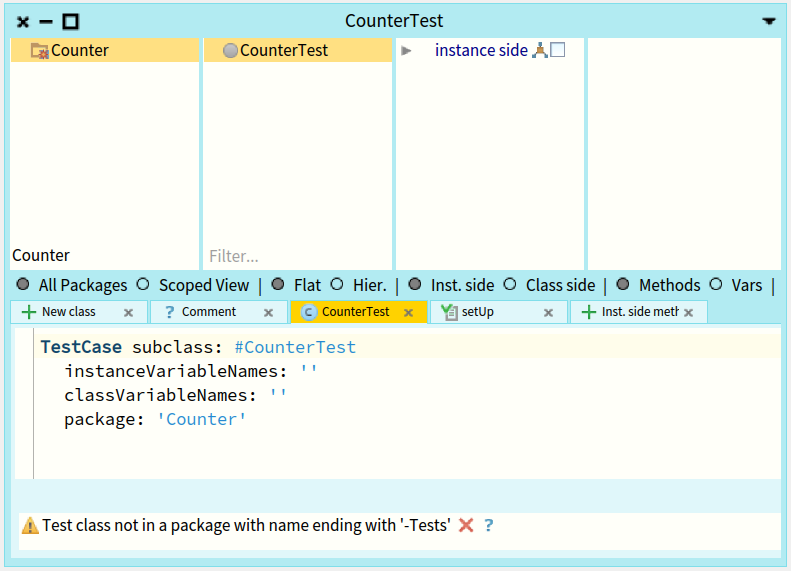 CounterTest
Counter
CounterTest
instance side
Counter
Filter...
All Packages Scoped View | Flat Hier. | Inst. side Class side | Methods Vars |
New class ? Comment C CounterTest setUp Inst. side meth
TestCase subclass: #CounterTest
instanceVariableNames: ''
classVariableNames: ''
package: 'Counter'
Test class not in a package with name ending with '-Tests' ?